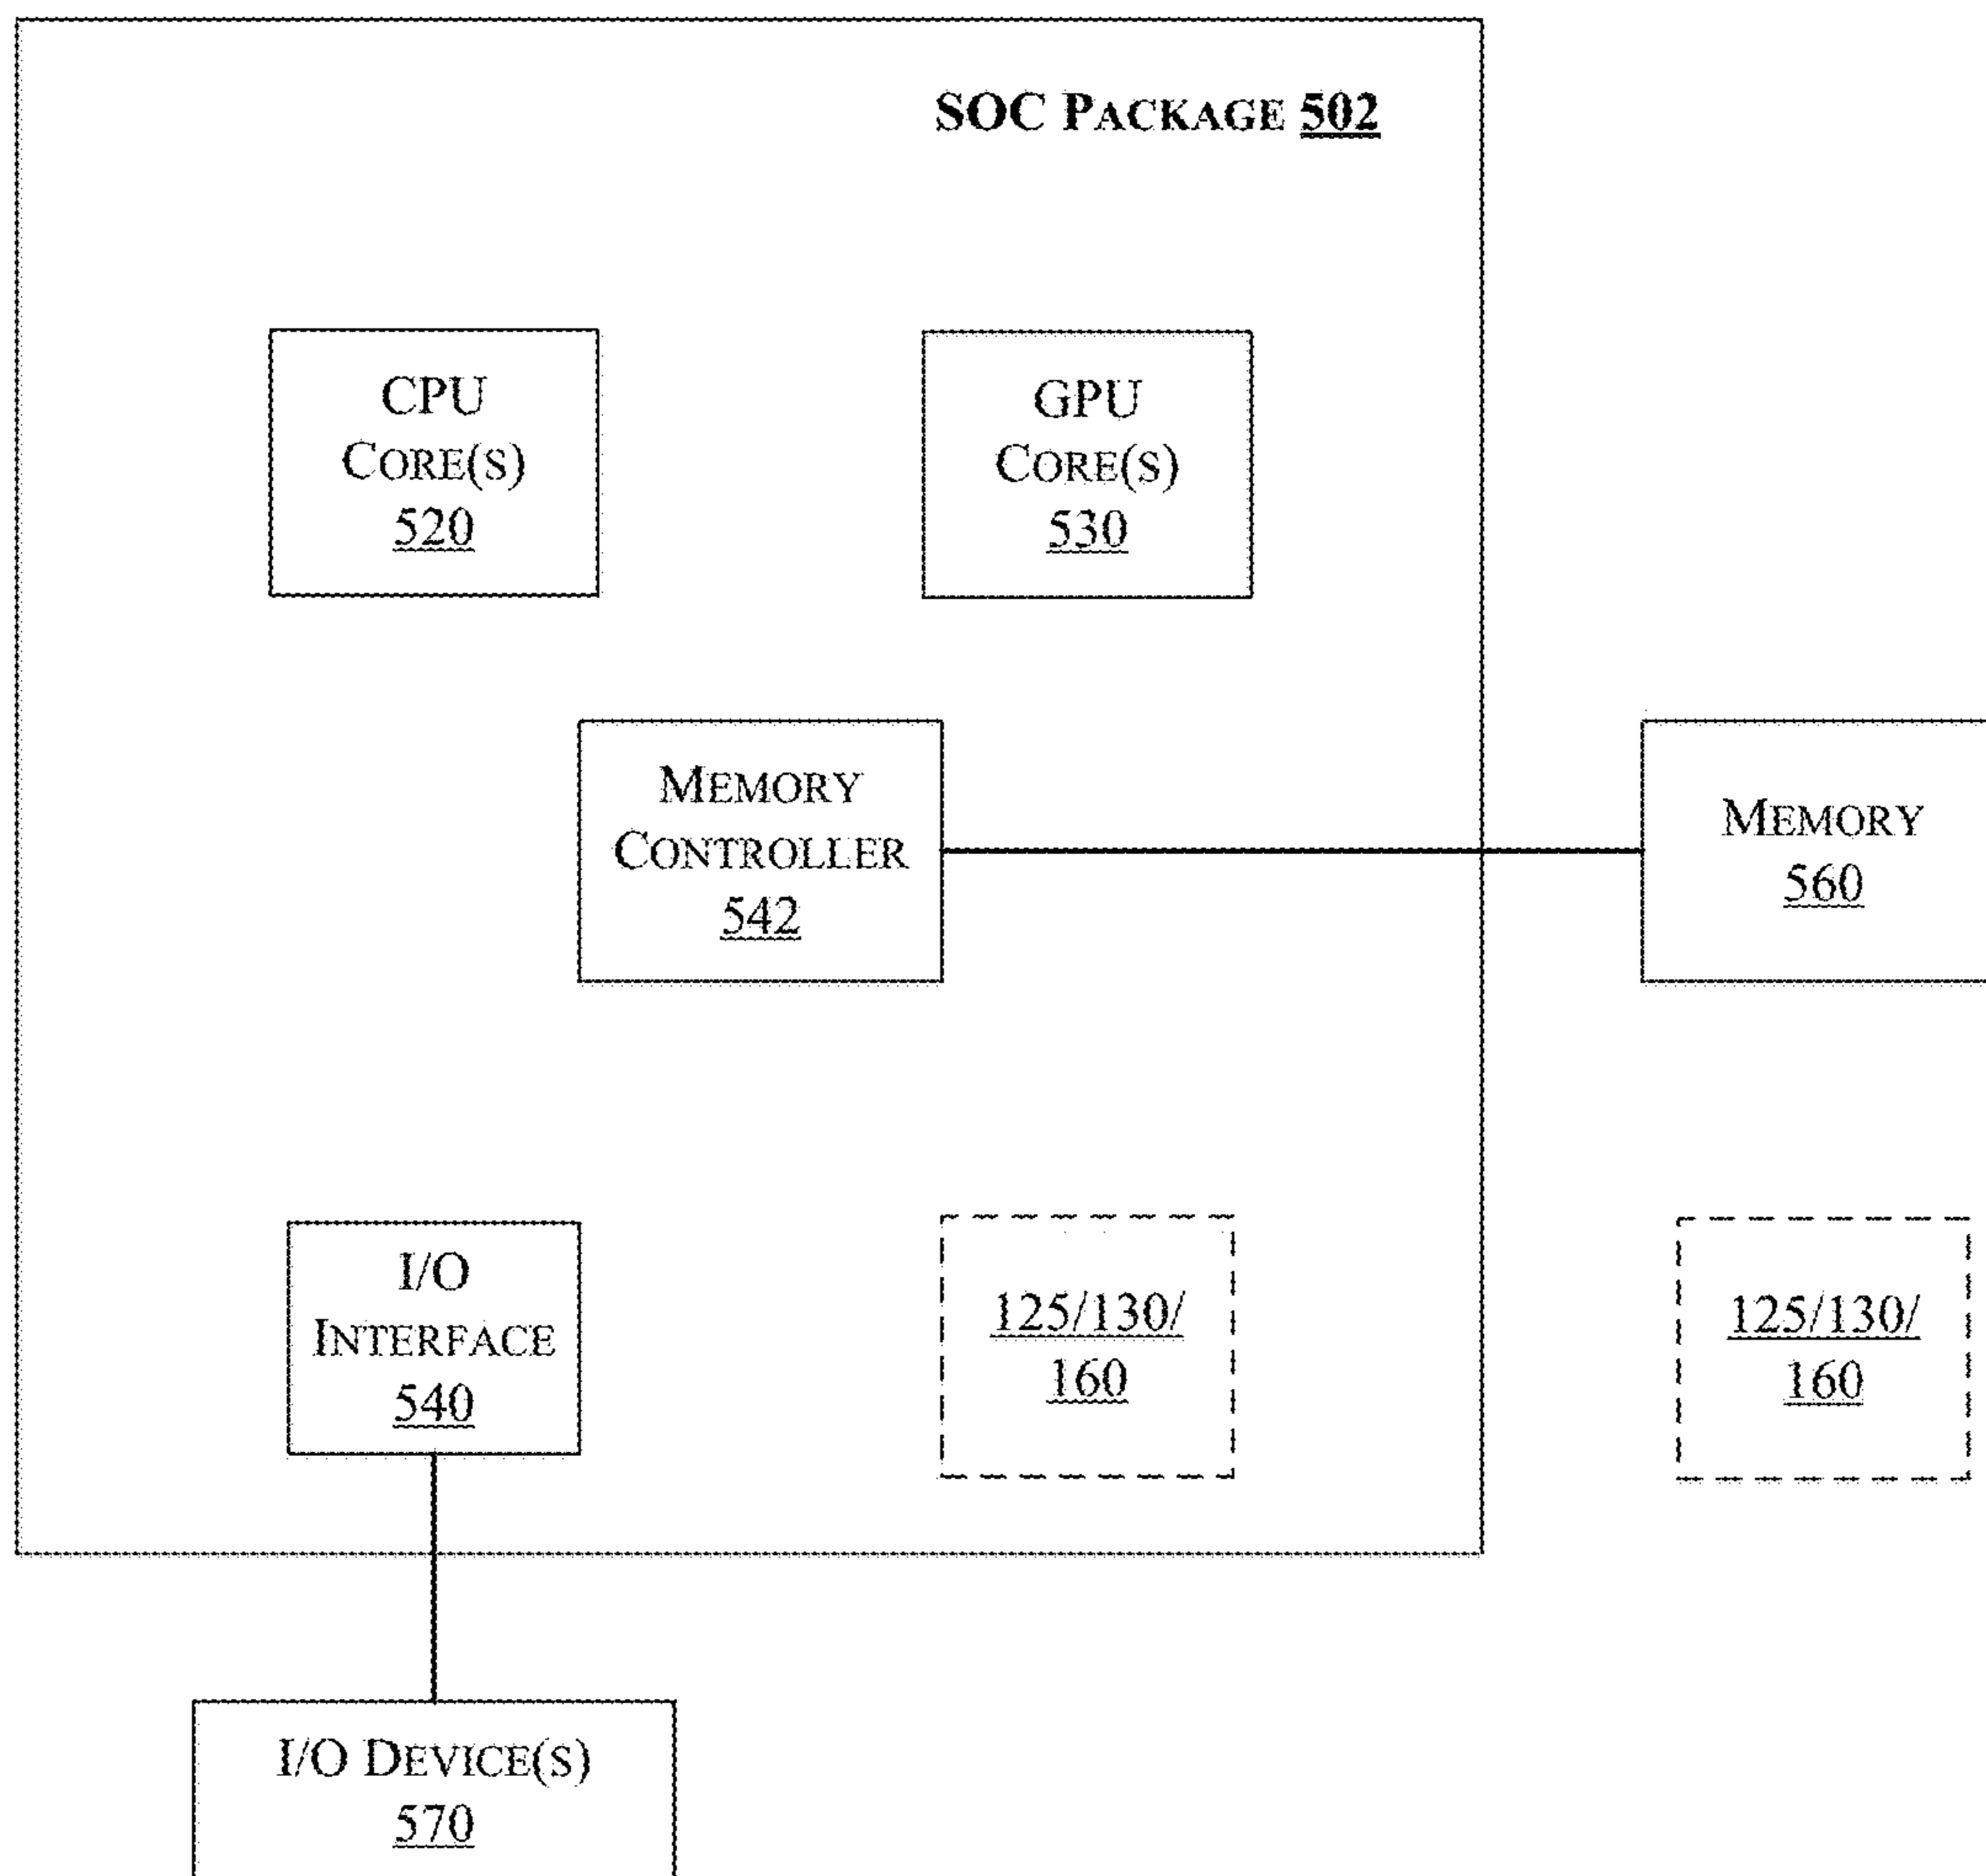 SOC PACKAGE 502
CPU
CORE(S)
520
GPU
CORE(S)
530
MEMORY
CONTROLLER
542
MEMORY
560
I/O
INTERFACE
540
125/130/
160
125/130/
160
I/O DEVICE(S)
570